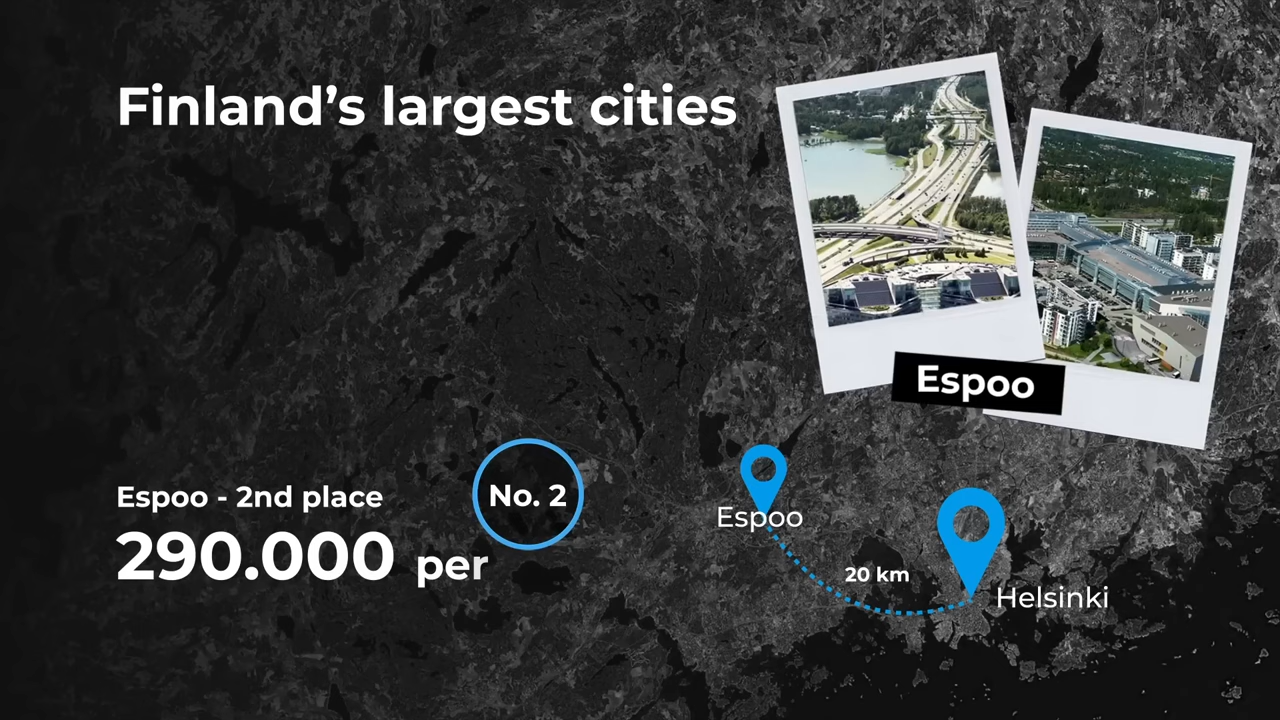 Finland’s largest cities
Espoo
Espoo - 2nd place
No. 2
290.000 per
Espoo
20 km
Helsinki